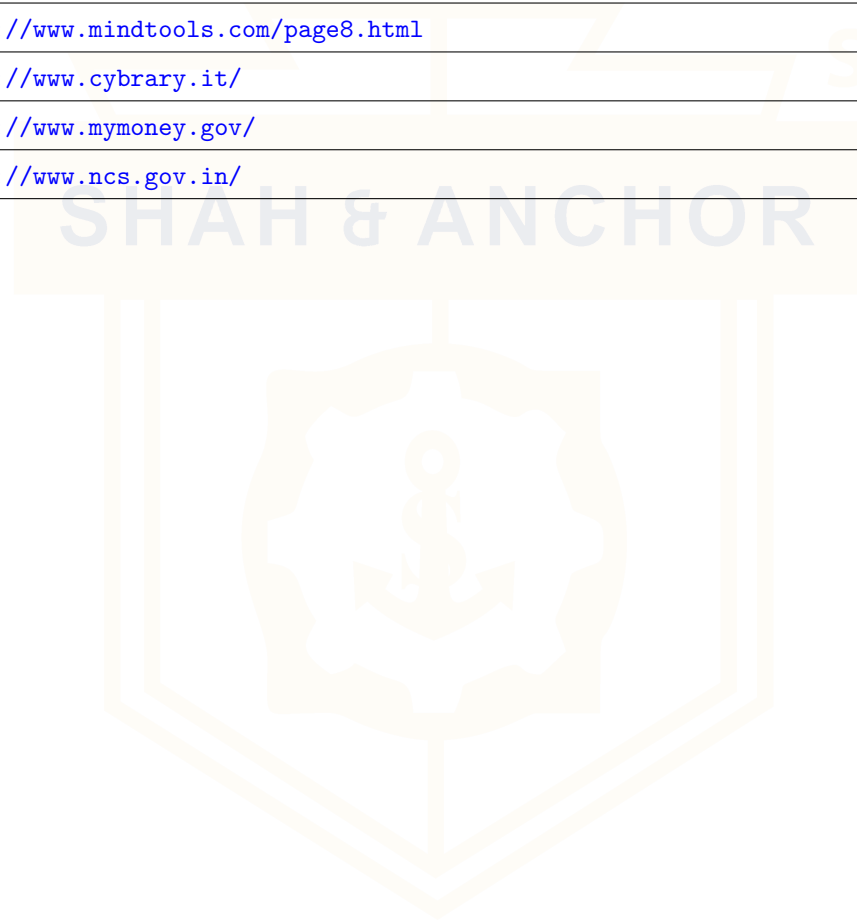 //www.mindtools.com/page8.html
//www.cybrary.it/
//www.mymoney.gov/
//www.ncs.gov.in/
S
SHAH & ANCHOR